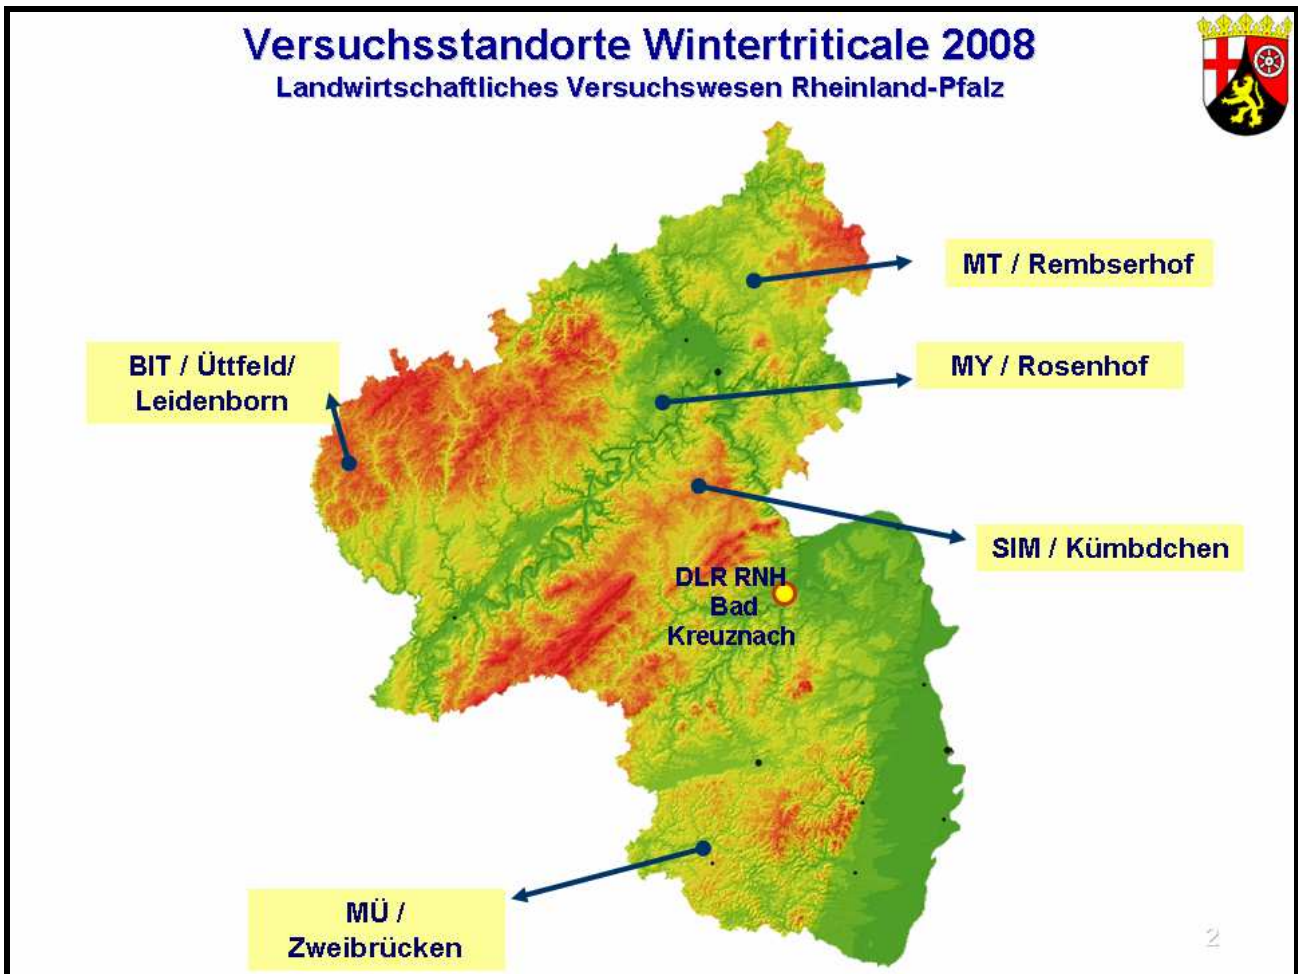 Versuchsstandorte Wintertriticale 2008
Landwirtschaftliches Versuchswesen Rheinland-Pfalz
MT / Rembserhof
BIT / Üttfeld/
Leidenborn
MY / Rosenhof
SIM / Kümbdchen
DLR RNH
Bad
Kreuznach
MÜ /
Zweibrücken
2